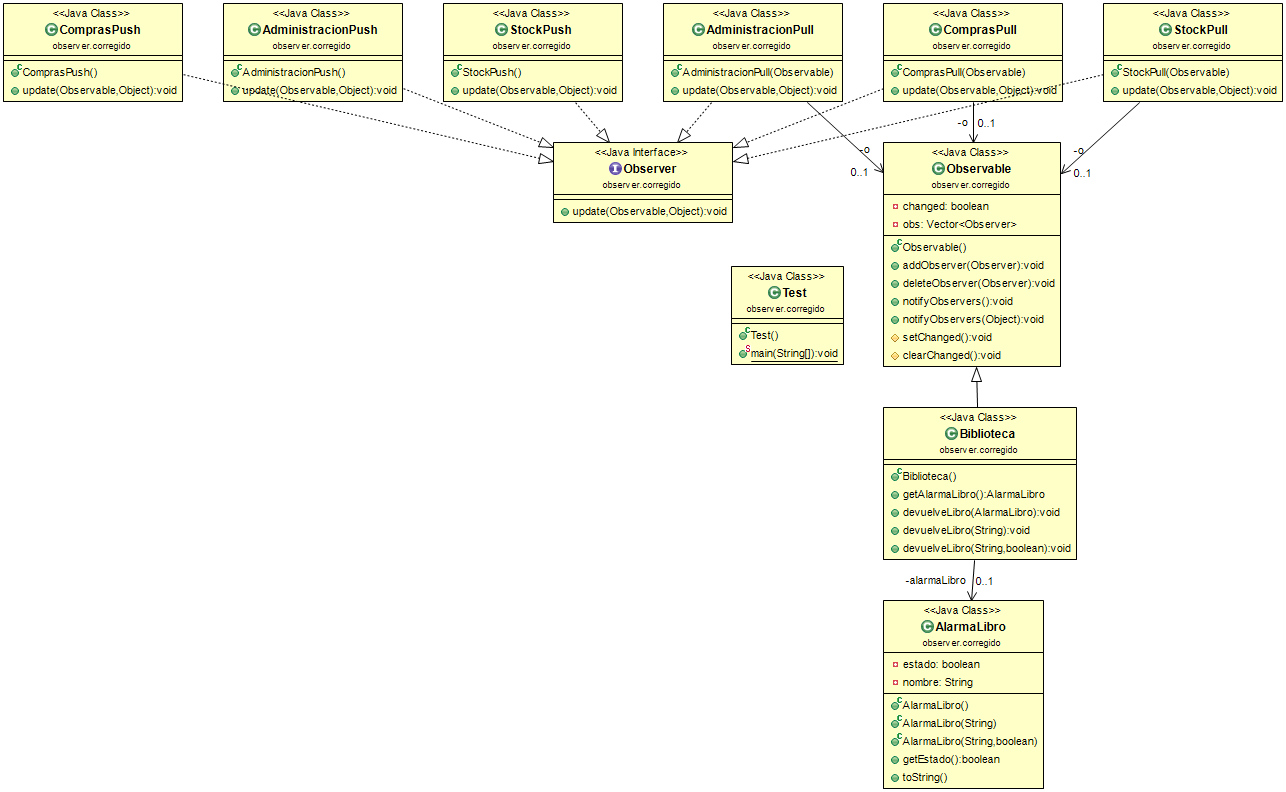 <<Java Class>>
ComprasPush
observer.corregido
ComprasPush()
update(Observable,Object):void
<<Java Class>>
AdministracionPush
observer.corregido
AdministracionPush()
update(Observable,Object):void
<<Java Class>>
StockPush
observer.corregido
StockPush()
update(Observable,Object):void
<<Java Class>>
AdministracionPull
observer.corregido
AdministracionPull(Observable)
update(Observable,Object):void
<<Java Class>>
ComprasPull
observer.corregido
ComprasPull(Observable)
update(Observable,Object):void
<<Java Class>>
StockPull
observer.corregido
StockPull(Observable)
update(Observable,Object):void
<<Java Interface>>
Observer
observer.corregido
update(Observable,Object):void
-o
0..1
-o 0..1
-o
0..1
<<Java Class>>
Observable
observer.corregido
changed: boolean
obs: Vector<Observer>
Observable()
addObserver(Observer):void
deleteObserver(Observer):void
notifyObservers():void
notifyObservers(Object):void
setChanged():void
clearChanged():void
<<Java Class>>
Test
observer.corregido
Test()
main(String[]):void
<<Java Class>>
Biblioteca
observer.corregido
Biblioteca()
getAlarmaLibro():AlarmaLibro
devuelveLibro(AlarmaLibro):void
devuelveLibro(String):void
devuelveLibro(String,boolean):void
-alarmaLibro 0..1
<<Java Class>>
AlarmaLibro
observer.corregido
estado: boolean
nombre: String
AlarmaLibro()
AlarmaLibro(String)
AlarmaLibro(String,boolean)
getEstado():boolean
toString()